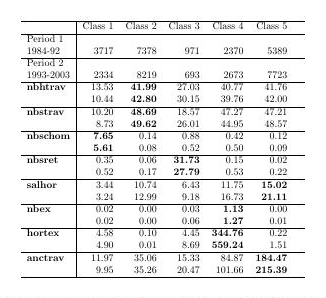 Class 1 Class 2 Class 3 Class 4 Class 5
Period 1
1984-92 3717 7378 971 2370 5389
Period 2
1993-2003 2334 8219 693 2673 7723
nbhtrav 13.53 41.99 27.03 40.77 41.76
10.44 42.80 30.15 39.76 42.00
nbstrav 10.20 48.69 18.57 47.27 47.21
8.73 49.62 26.01 44.95 48.57
nbschom 7.65 0.14 0.88 0.42 0.12
5.61 0.08 0.52 0.50 0.09
nbsret 0.35 0.06 31.73 0.15 0.02
0.52 0.17 27.79 0.53 0.22
salhor 3.44 10.74 6.43 11.75 15.02
3.24 12.99 9.18 16.73 21.11
nbex 0.02 0.00 0.03 1.13 0.00
0.02 0.00 0.06 1.27 0.01
hortex 4.58 0.10 4.45 344.76 0.22
4.90 0.01 8.69 559.24 1.51
anctrav 11.97 35.06 15.33 84.87 184.47
9.95 35.26 20.47 101.66 215.39